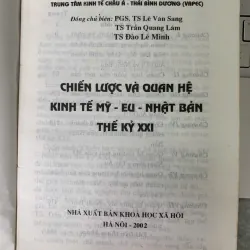 TRUNG TÂM KINH TẾ CHÂU Á - THÁI BÌNH DƯƠNG (VAPEC)
Đồng chủ biên: PGS. TS Lê Văn Sang
TS Trần Quang Lâm
TS Đào Lê Minh
CHIẾN LƯỢC VÀ QUAN HỆ
KINH TẾ MỸ - EU - NHẬT BẢN
THẾ KỶ XXI
NHÀ XUẤT BẢN KHOA HỌC XÃ HỘI
HÀ NỘI - 2002